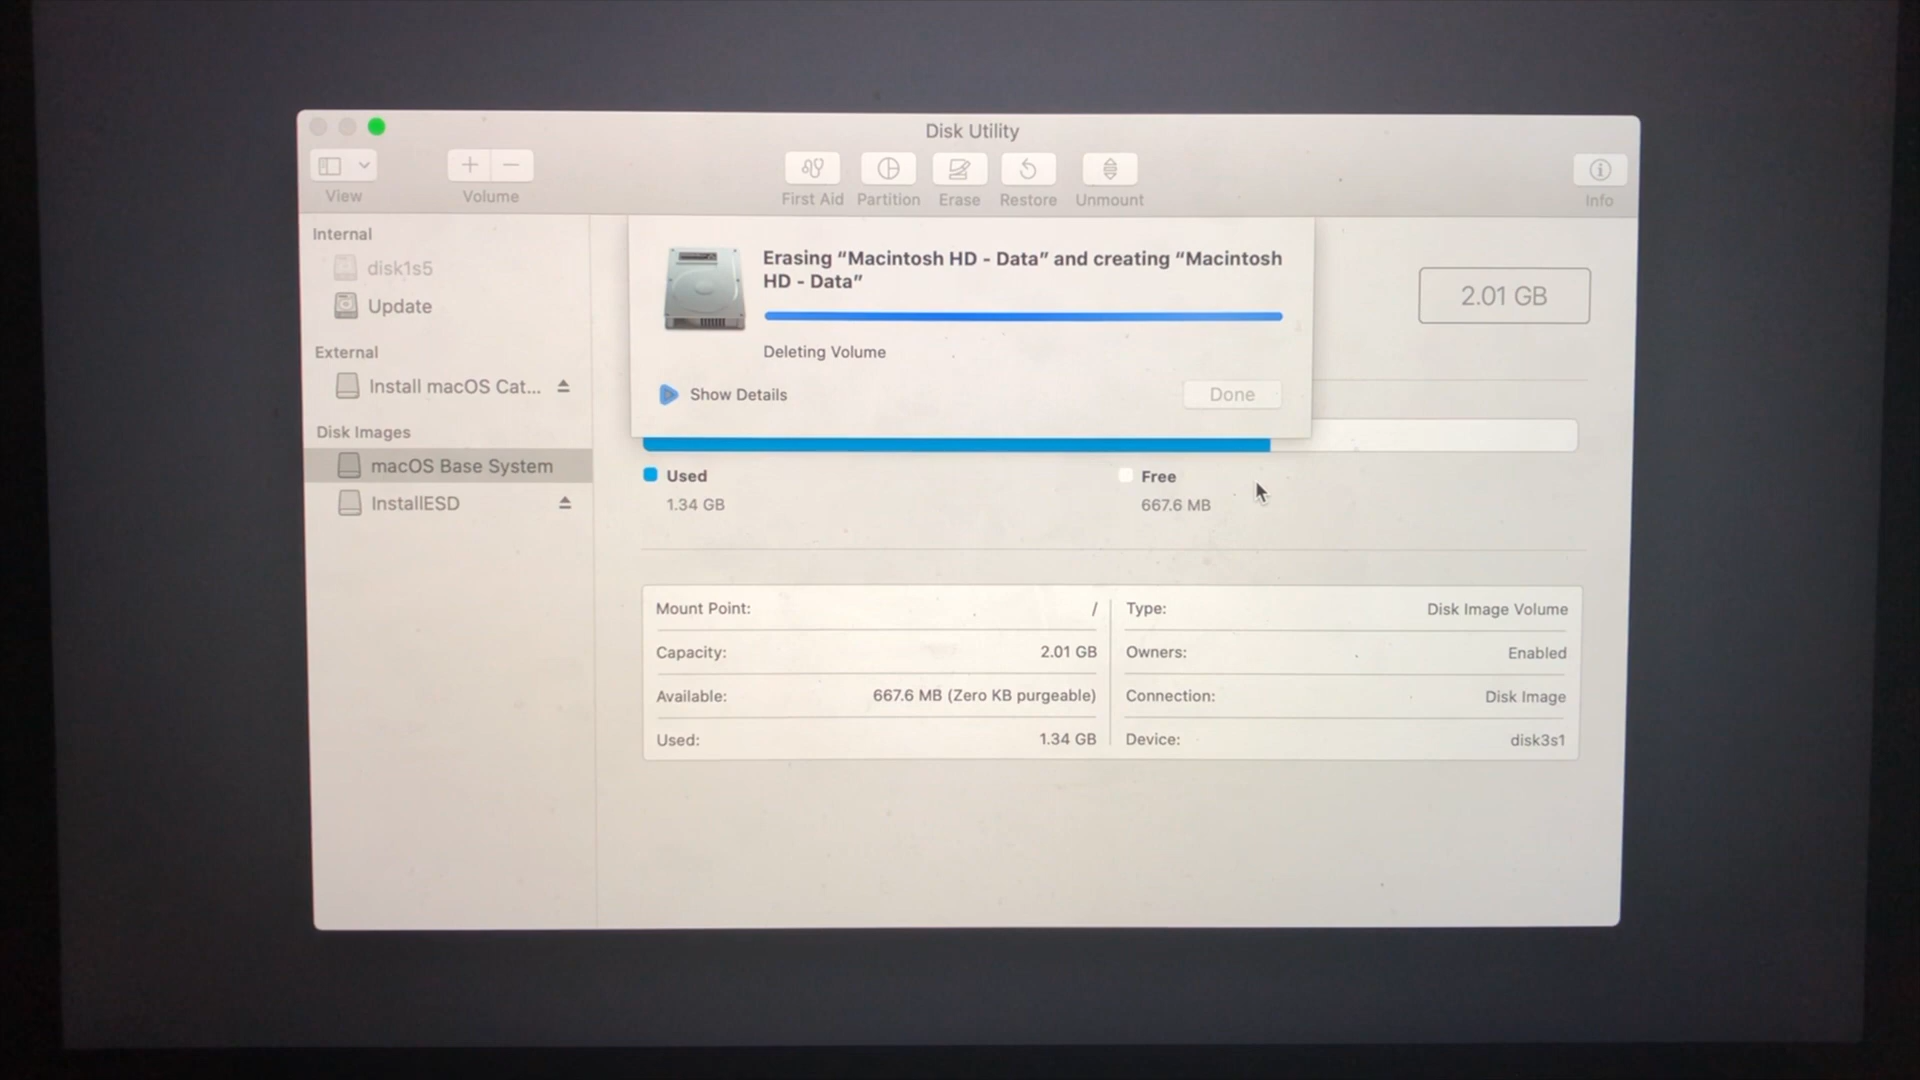 Disk Utility
View
Volume
First Aid
Partition
Erase
Restore
Unmount
Info
Internal
disk1s5
Update
External
Install macOS Cat...
Disk Images
macOS Base System
InstallESD
Erasing “Macintosh HD - Data” and creating “Macintosh
HD - Data”
Deleting Volume
Show Details
Done
2.01 GB
Used
1.34 GB
Free
667.6 MB
Mount Point: /
Capacity: 2.01 GB
Available: 667.6 MB (Zero KB purgeable)
Used: 1.34 GB
Type: Disk Image Volume
Owners: Enabled
Connection: Disk Image
Device: disk3s1